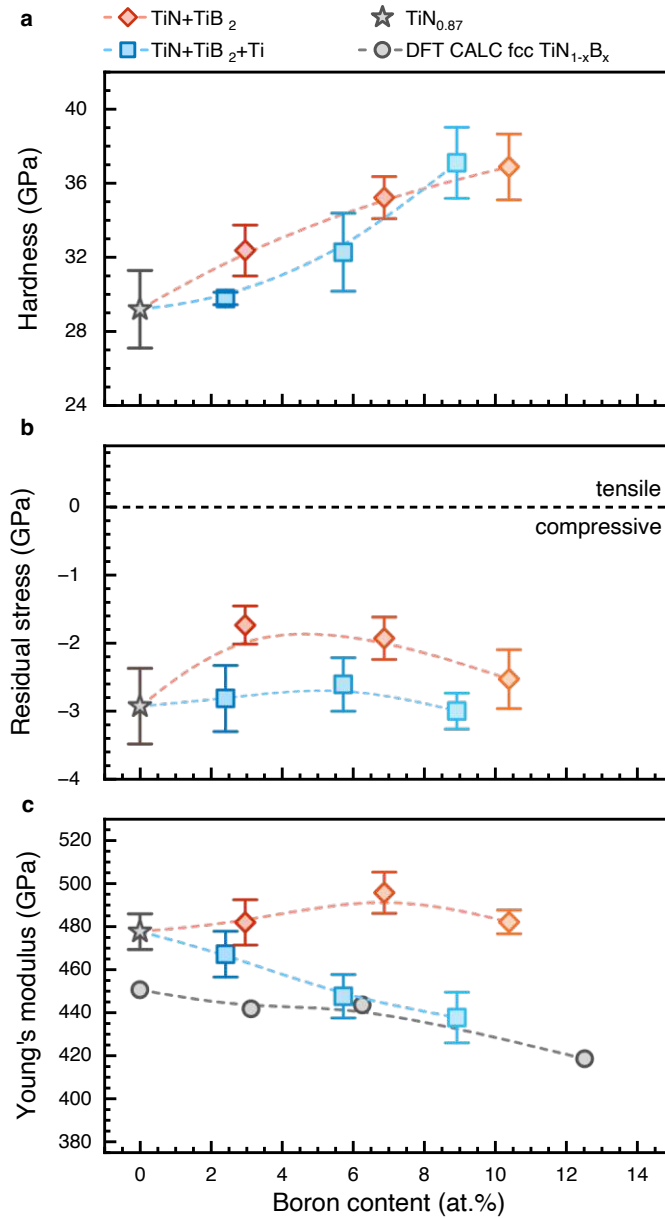 a
TiN+TiB 2
TiN0.87
TiN+TiB 2+Ti
DFT CALC fcc TiN1-xBx
40
36
32
28
24
Hardness (GPa)
b
0
−1
−2
−3
−4
Residual stress (GPa)
tensile
compressive
c
520
500
480
460
440
420
400
380
Young's modulus (GPa)
0 2 4 6 8 10 12 14
Boron content (at.%)